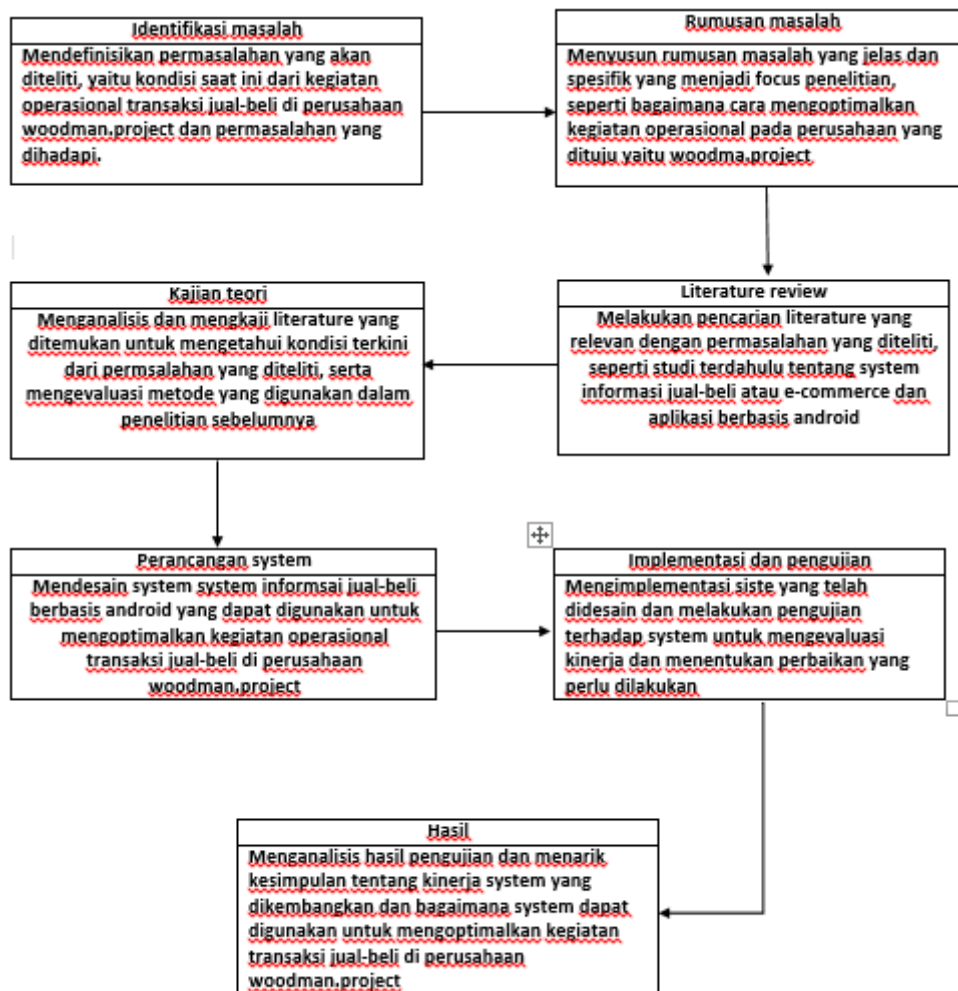 Identifikasi masalah
Mendefinisikan permasalahan yang akan
diteliti, yaitu kondisi saat ini dari kegiatan
operasional transaksi jual-beli di perusahaan
woodman.project dan permasalahan yang
dihadapi.
Rumusan masalah
Menyusun rumusan masalah yang jelas dan
spesifik yang menjadi focus penelitian,
seperti bagaimana cara mengoptimalkan
kegiatan operasional pada perusahaan yang
dituju yaitu woodma.project
Literature review
Melakukan pencarian literature yang
relevan dengan permasalahan yang diteliti,
seperti studi terdahulu tentang system
informasi jual-beli atau e-commerce dan
aplikasi berbasis android
Kajian teori
Menganalisis dan mengkaji literature yang
ditemukan untuk mengetahui kondisi terkini
dari permsalahan yang diteliti, serta
mengevaluasi metode yang digunakan dalam
penelitian sebelumnya
Perancangan system
Mendesain system system informsai jual-beli
berbasis android yang dapat digunakan untuk
mengoptimalkan kegiatan operasional
transaksi jual-beli di perusahaan
woodman.project
Implementasi dan pengujian
Mengimplementasi siste yang telah
didesain dan melakukan pengujian
terhadap system untuk mengevaluasi
kinerja dan menentukan perbaikan yang
perlu dilakukan
Hasil
Menganalisis hasil pengujian dan menarik
kesimpulan tentang kinerja system yang
dikembangkan dan bagaimana system dapat
digunakan untuk mengoptimalkan kegiatan
transaksi jual-beli di perusahaan
woodman.project